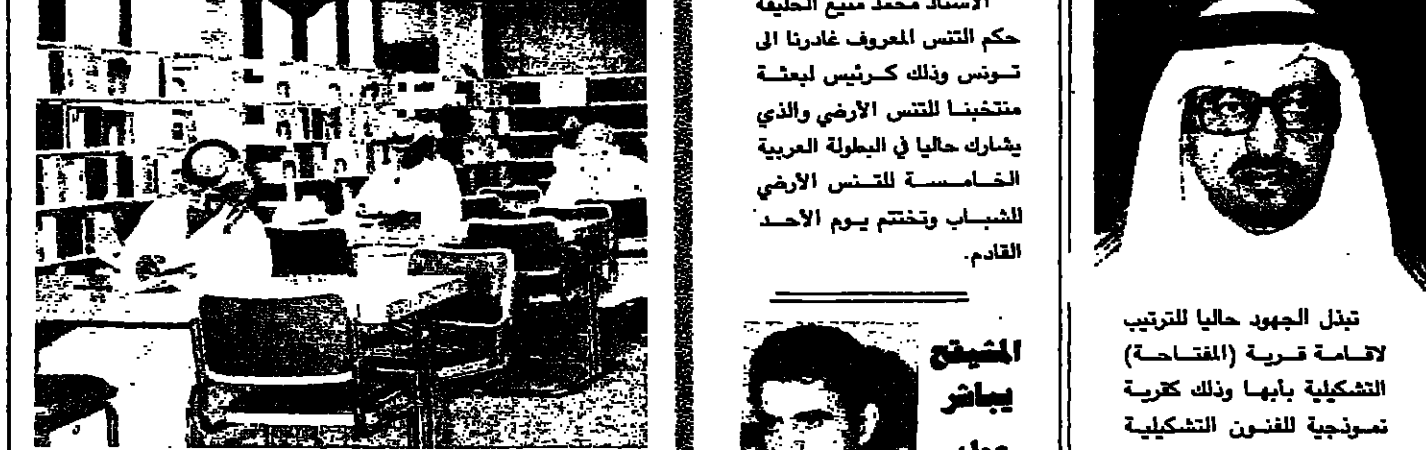 تبذل الجهود حاليا للترتيب
لاقامة قرية (المفتاحة)
التشكيلية بأبها وذلك كقرية
نموذجية للفنون التشكيلية
الاستاذ محمد منيع الخليفة
حكم التنس المعروف غادرنا الى
تونس وذلك كرئيس لبعثة
منتخبنا للتنس الأرضي والذي
يشارك حاليا في البطولة العربية
الخامسة للتنس الأرضي
للشباب وتختتم يوم الأحد
القادم.
المشيقح
يباشر